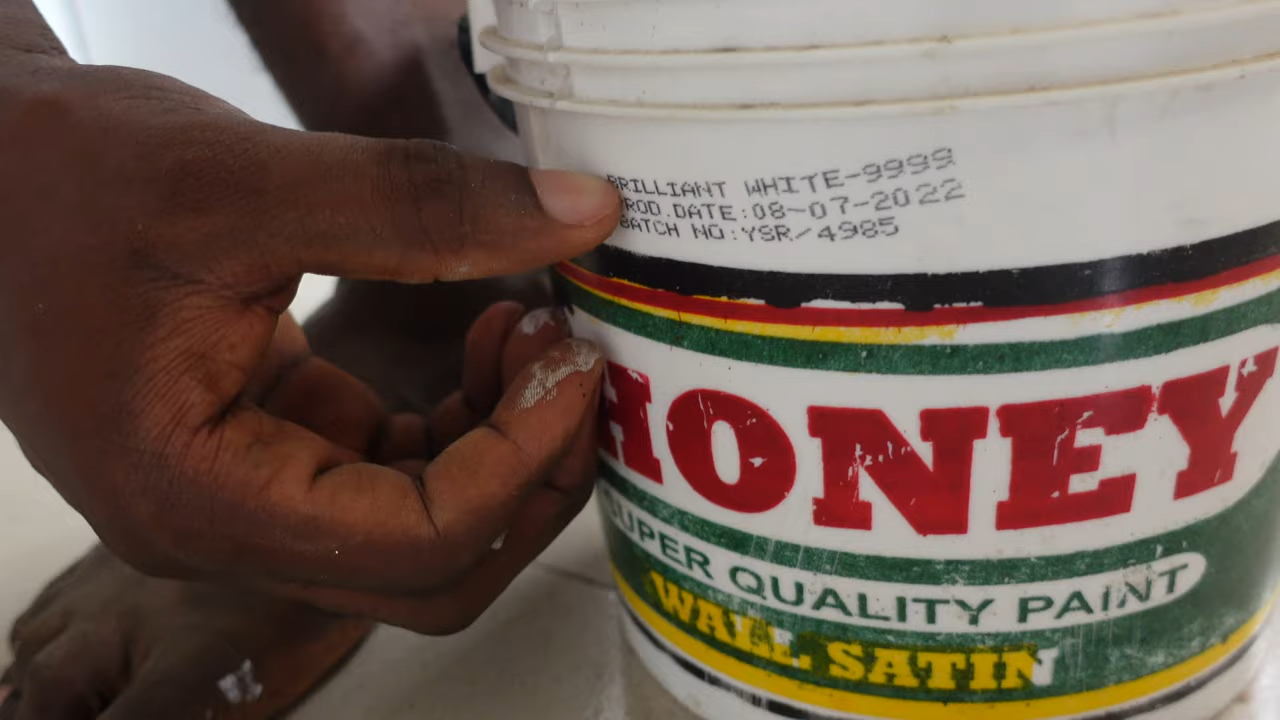 BRILLIANT WHITE-9999
PROD.DATE:08-07-2022
BATCH NO:YSR/4985
HONEY
SUPER QUALITY PAINT
WALL SATIN